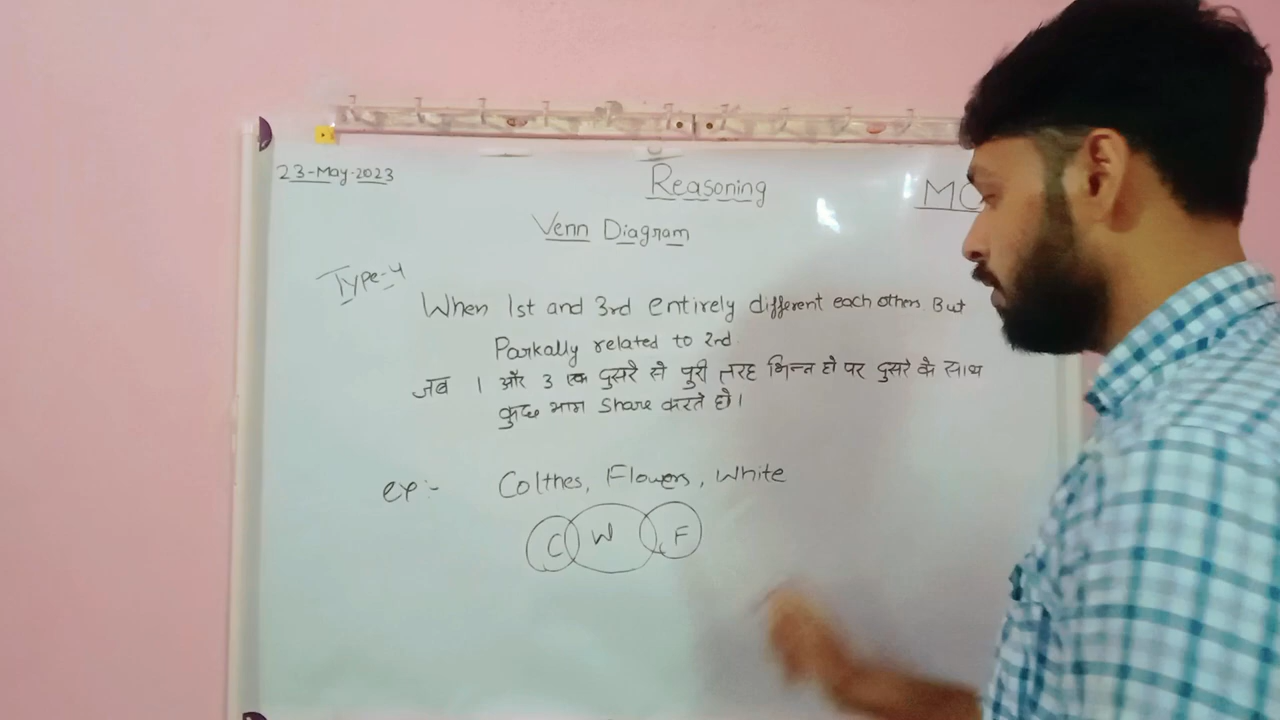 23-May-2023
Reasoning
MC
Venn Diagram
Type-4
When 1st and 3rd entirely different each others. But
Parkally related to 2nd.
जब 1 और 3 एक दुसरे से पुरी तरह भिन्न हो पर दुसरे के साथ
कुछ भाग Share करते हो।
ex:- Colthes, Flowers, White
C W F